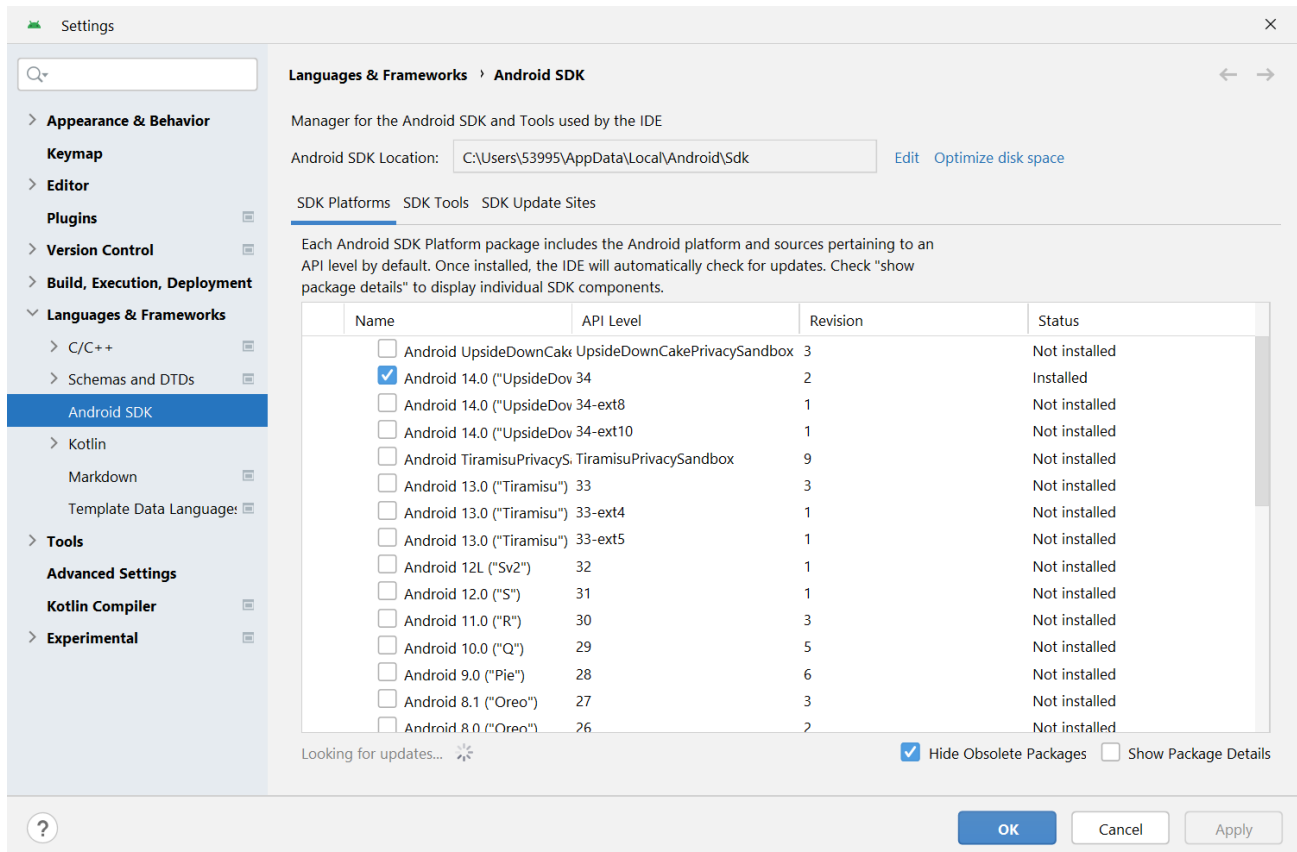 Settings
Languages & Frameworks › Android SDK
Appearance & Behavior
Keymap
Editor
Plugins
Version Control
Build, Execution, Deployment
Languages & Frameworks
C/C++
Schemas and DTDs
Android SDK
Kotlin
Markdown
Template Data Languages
Tools
Advanced Settings
Kotlin Compiler
Experimental
Manager for the Android SDK and Tools used by the IDE
Android SDK Location: C:\Users\53995\AppData\Local\Android\Sdk Edit Optimize disk space
SDK Platforms SDK Tools SDK Update Sites
Each Android SDK Platform package includes the Android platform and sources pertaining to an
API level by default. Once installed, the IDE will automatically check for updates. Check "show
package details" to display individual SDK components.
Name API Level Revision Status
Android UpsideDownCake UpsideDownCakePrivacySandbox 3 Not installed
Android 14.0 ("UpsideDov 34 2 Installed
Android 14.0 ("UpsideDov 34-ext8 1 Not installed
Android 14.0 ("UpsideDov 34-ext10 1 Not installed
Android TiramisuPrivacyS TiramisuPrivacySandbox 9 Not installed
Android 13.0 ("Tiramisu") 33 3 Not installed
Android 13.0 ("Tiramisu") 33-ext4 1 Not installed
Android 13.0 ("Tiramisu") 33-ext5 1 Not installed
Android 12L ("Sv2") 32 1 Not installed
Android 12.0 ("S") 31 1 Not installed
Android 11.0 ("R") 30 3 Not installed
Android 10.0 ("Q") 29 5 Not installed
Android 9.0 ("Pie") 28 6 Not installed
Android 8.1 ("Oreo") 27 3 Not installed
Android 8.0 ("Oreo") 26 2 Not installed
Looking for updates... Hide Obsolete Packages Show Package Details
? OK Cancel Apply